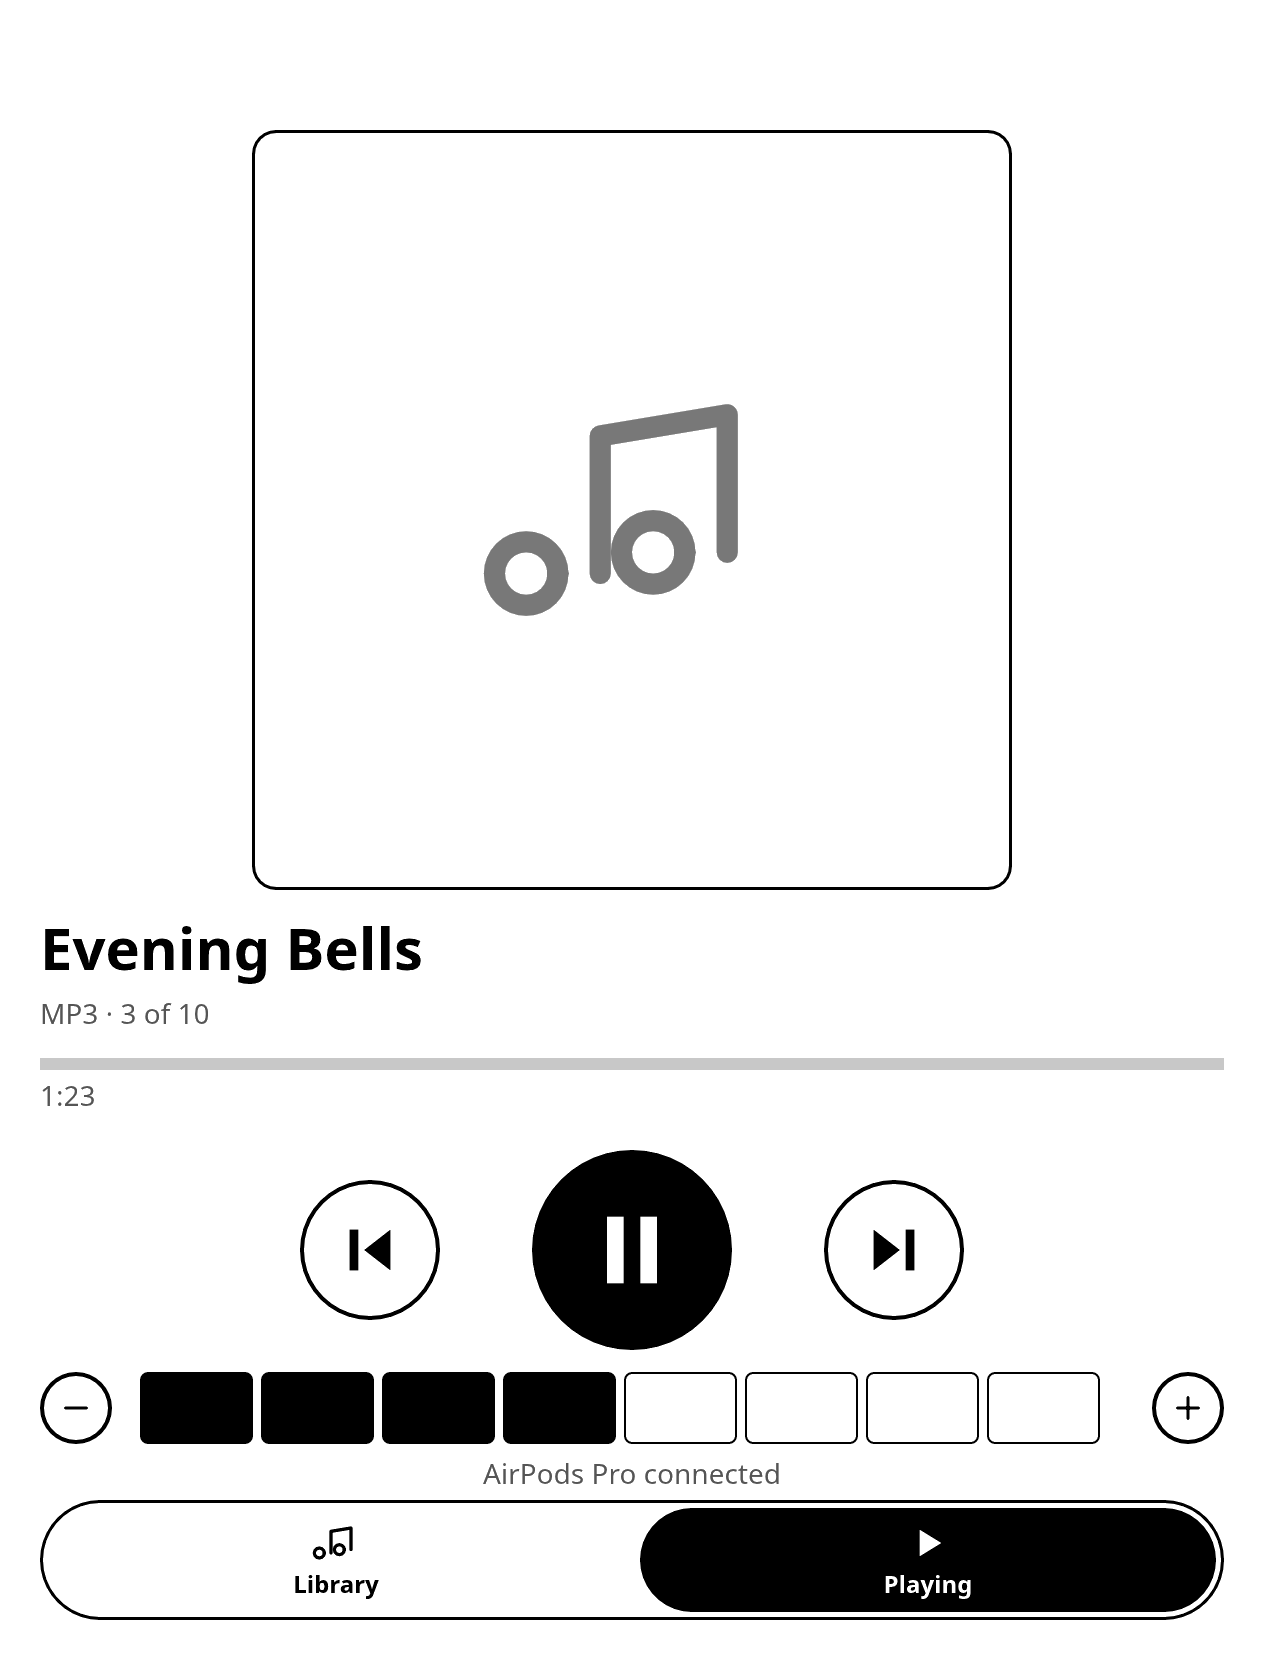 Evening Bells
MP3 · 3 of 10
1:23
AirPods Pro connected
Library
Playing